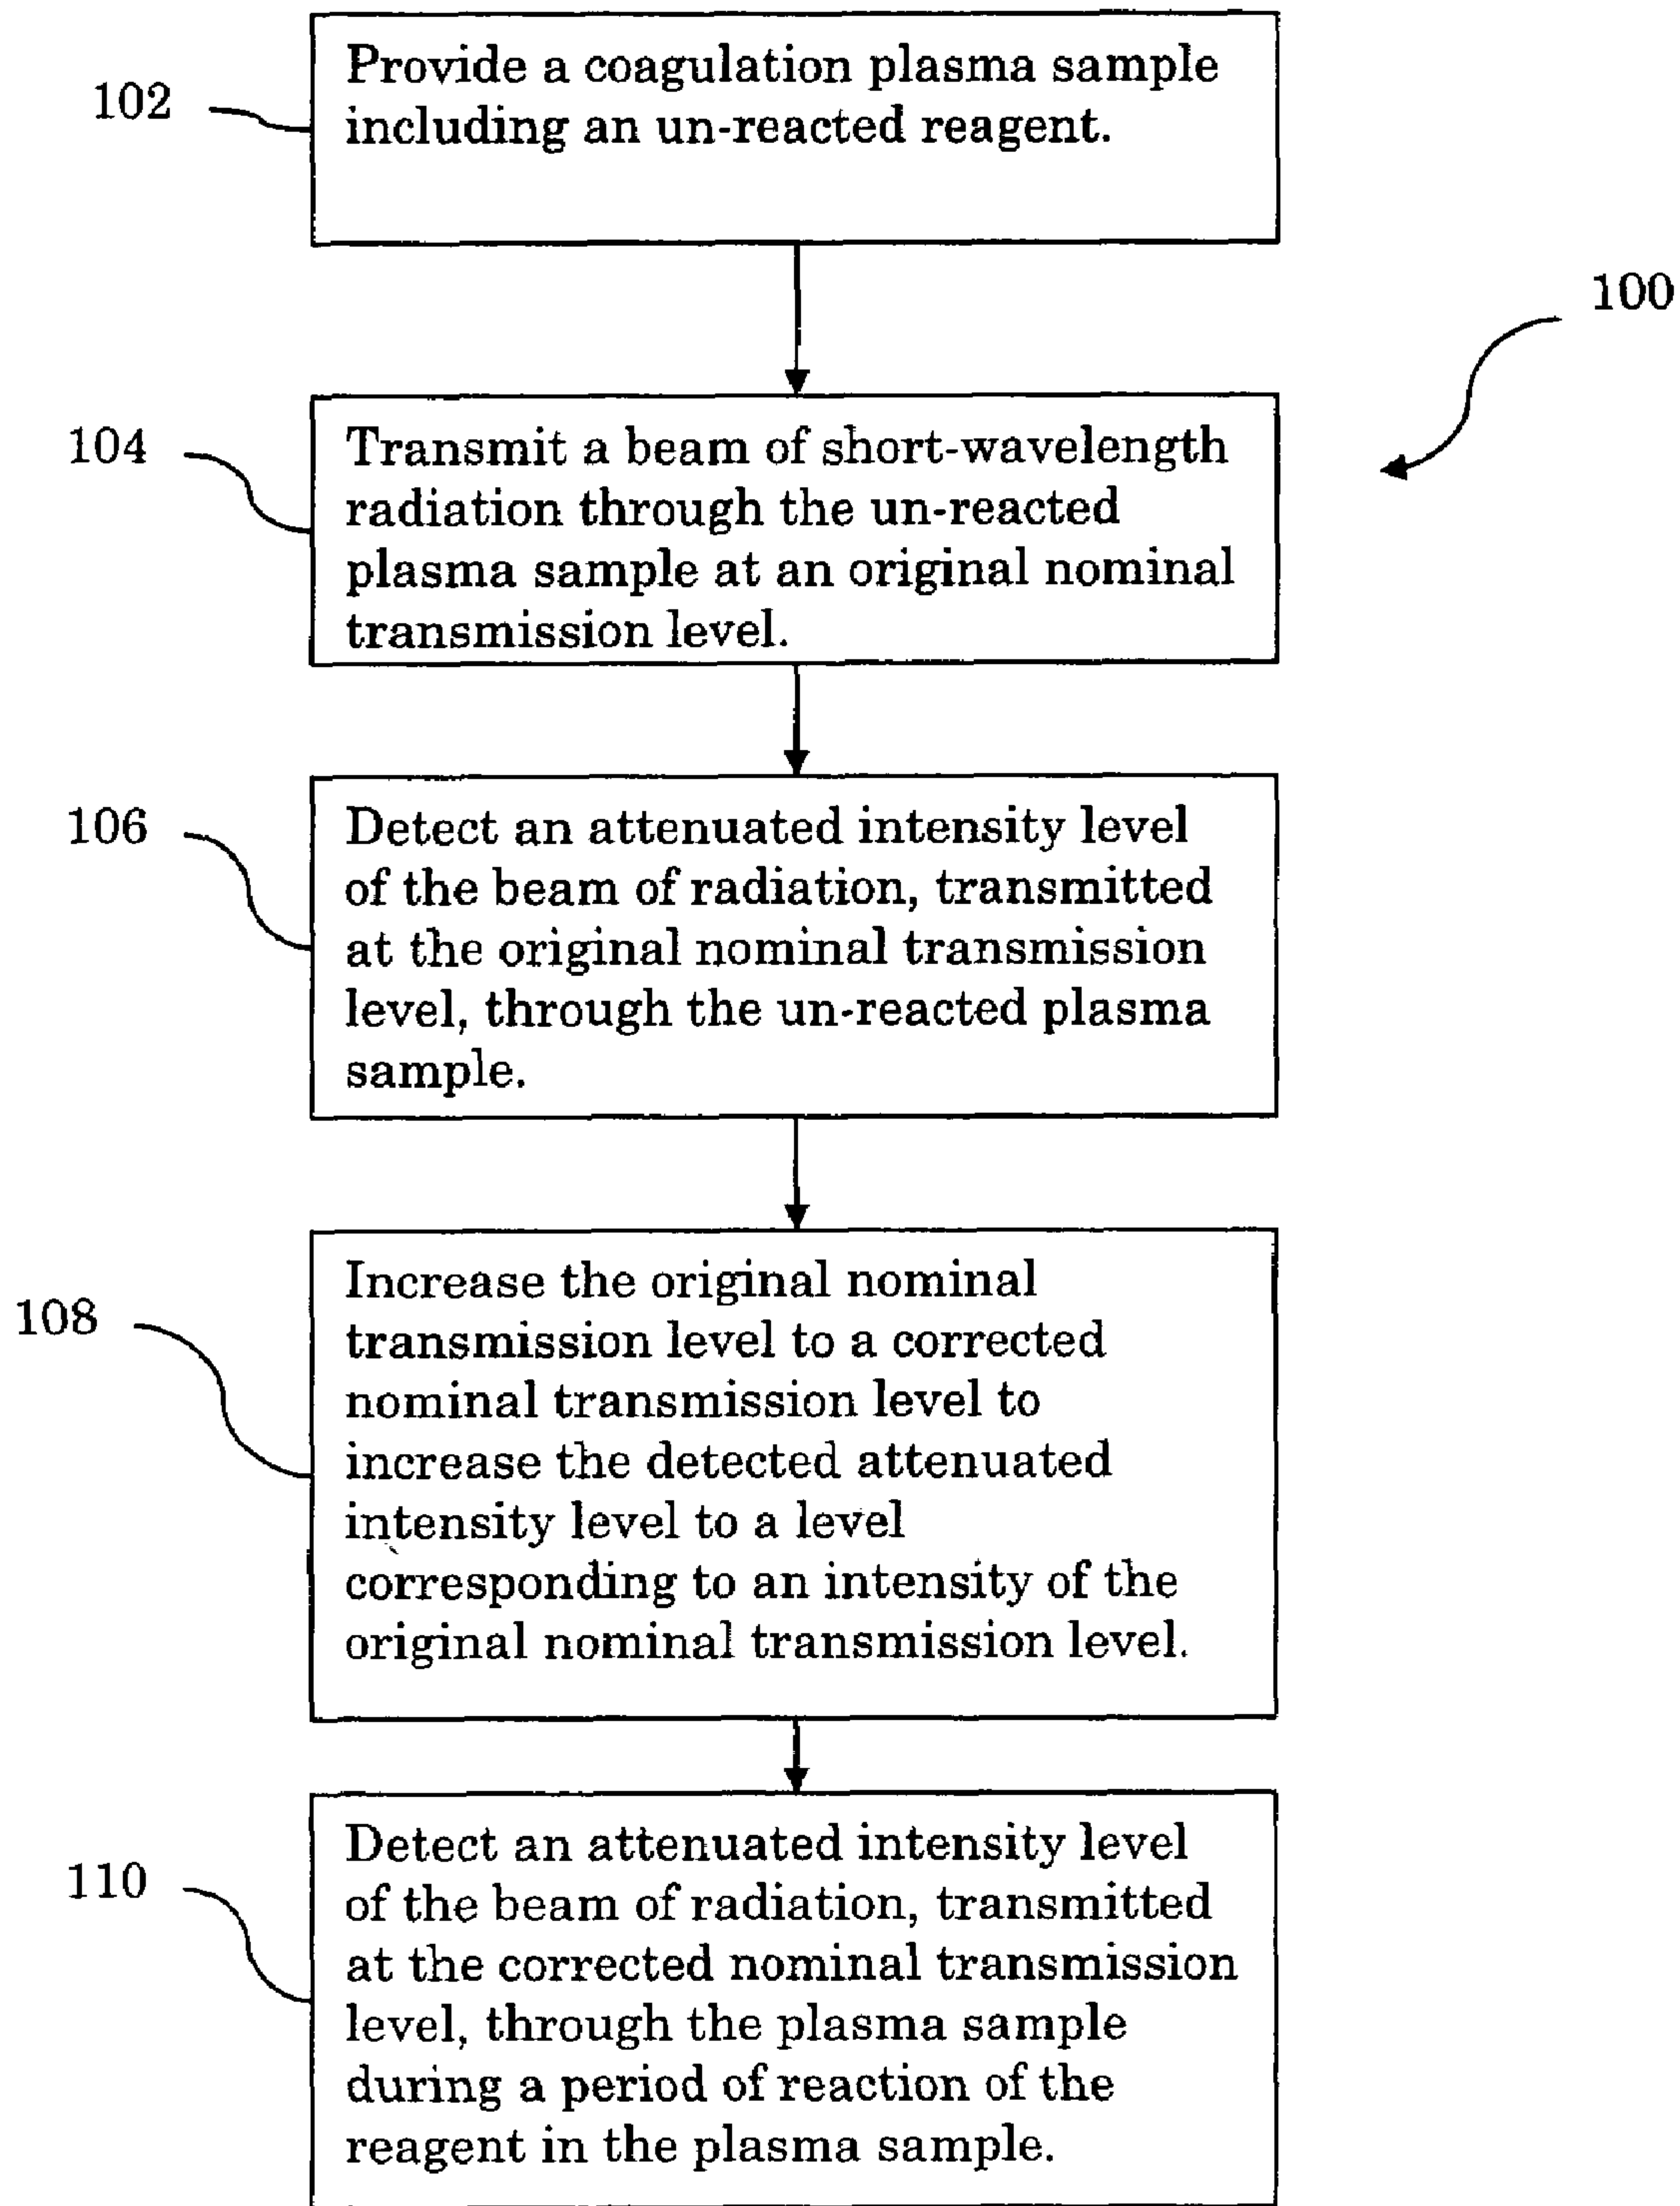 102
Provide a coagulation plasma sample
including an un-reacted reagent.
100
104
Transmit a beam of short-wavelength
radiation through the un-reacted
plasma sample at an original nominal
transmission level.
106
Detect an attenuated intensity level
of the beam of radiation, transmitted
at the original nominal transmission
level, through the un-reacted plasma
sample.
108
Increase the original nominal
transmission level to a corrected
nominal transmission level to
increase the detected attenuated
intensity level to a level
corresponding to an intensity of the
original nominal transmission level.
110
Detect an attenuated intensity level
of the beam of radiation, transmitted
at the corrected nominal transmission
level, through the plasma sample
during a period of reaction of the
reagent in the plasma sample.